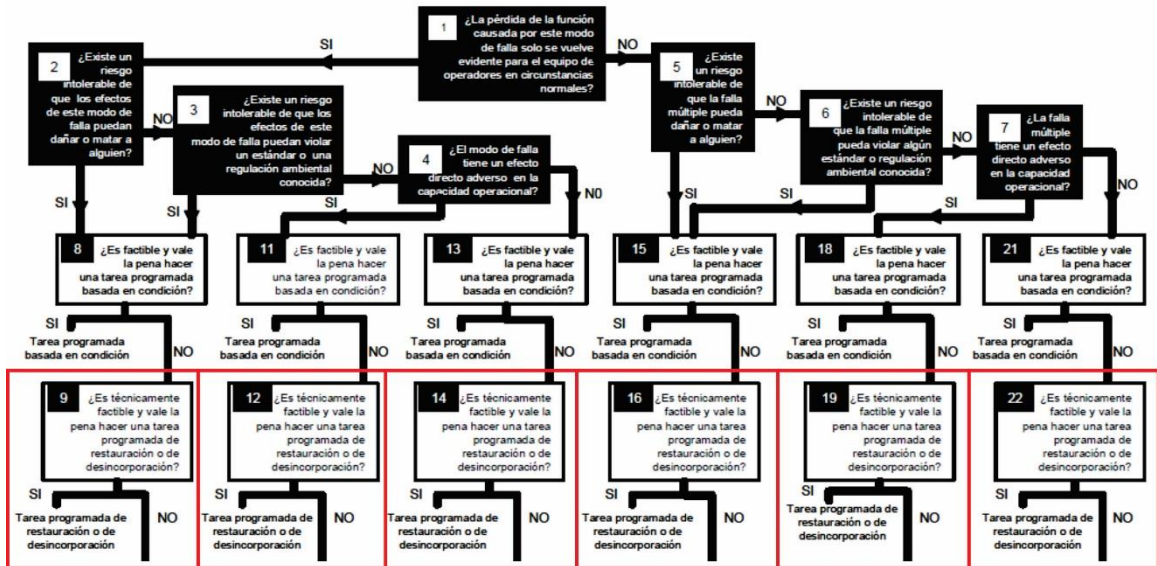 1
¿La pérdida de la función
causada por este modo
de falla solo se vuelve
evidente para el equipo de
operadores en circunstancias
normales?
SI
NO
2
¿Existe un
riesgo
intolerable de
que los efectos
de este modo de
falla puedan
dañar o matar a
alguien?
NO
SI
3
¿Existe un riesgo
intolerable de que los
efectos de este
modo de falla puedan violar
un estándar o una
regulación ambiental
conocida?
NO
SI
4
¿El modo de falla
tiene un efecto
directo adverso en la
capacidad operacional?
SI
N0
5
¿Existe
un riesgo
intolerable de
que la falla
múltiple pueda
dañar o matar
a alguien?
NO
SI
6
¿Existe un riesgo
intolerable de
que la falla múltiple
pueda violar algún
estándar o regulación
ambiental conocida?
NO
SI
7
¿La falla
múltiple
tiene un efecto
directo adverso
en la capacidad
operacional?
SI
NO
8
¿Es factible y vale
la pena hacer
una tarea programada
basada en condición?
11
¿Es factible y vale
la pena hacer
una tarea programada
basada en condición?
13
¿Es factible y vale
la pena hacer
una tarea programada
basada en condición?
15
¿Es factible y vale
la pena hacer
una tarea programada
basada en condición?
18
¿Es factible y vale
la pena hacer
una tarea programada
basada en condición?
21
¿Es factible y vale
la pena hacer
una tarea programada
basada en condición?
SI
Tarea programada
basada en condición
NO
SI
Tarea programada
basada en condición
NO
SI
Tarea programada
basada en condición
NO
SI
Tarea programada
basada en condición
NO
SI
Tarea programada
basada en condición
NO
SI
Tarea programada
basada en condición
NO
9
¿Es técnicamente
factible y vale la
pena hacer una tarea
programada de
restauración o de
desincorporación?
12
¿Es técnicamente
factible y vale la
pena hacer una tarea
programada de
restauración o de
desincorporación?
14
¿Es técnicamente
factible y vale la
pena hacer una tarea
programada de
restauración o de
desincorporación?
16
¿Es técnicamente
factible y vale la
pena hacer una tarea
programada de
restauración o de
desincorporación?
19
¿Es técnicamente
factible y vale la
pena hacer una tarea
programada de
restauración o de
desincorporación?
22
¿Es técnicamente
factible y vale la
pena hacer una tarea
programada de
restauración o de
desincorporación?
SI
Tarea programada de
restauración o de
desincorporación
NO
SI
Tarea programada de
restauración o de
desincorporación
NO
SI
Tarea programada de
restauración o de
desincorporación
NO
SI
Tarea programada de
restauración o de
desincorporación
NO
SI
Tarea programada de
restauración o de
desincorporación
NO
SI
Tarea programada de
restauración o de
desincorporación
NO